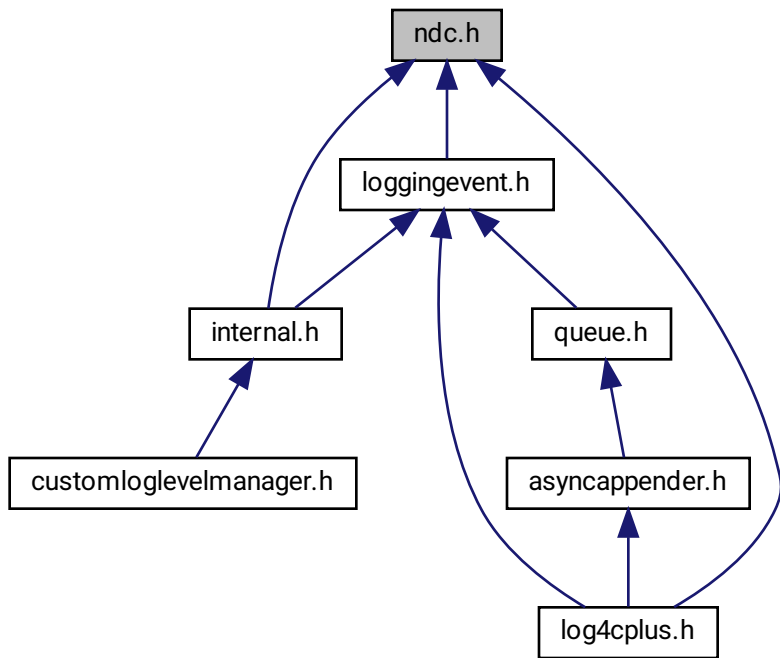 ndc.h
loggingevent.h
internal.h
queue.h
customloglevelmanager.h
asyncappender.h
log4cplus.h